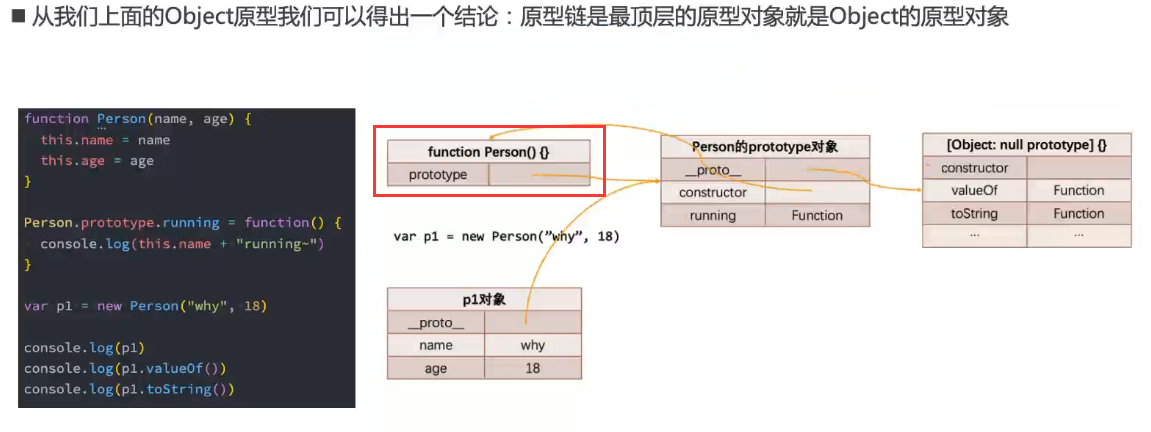 ■ 从我们上面的Object原型我们可以得出一个结论：原型链是最顶层的原型对象就是Object的原型对象
function Person(name, age) {
this.name = name
this.age = age
}
Person.prototype.running = function() {
console.log(this.name + "running~")
}
var p1 = new Person("why", 18)
console.log(p1)
console.log(p1.valueOf())
console.log(p1.toString())
function Person() {}
prototype
var p1 = new Person("why”, 18)
p1对象
__proto__
name why
age 18
Person的prototype对象
__proto__
constructor
running Function
[Object: null prototype] {}
constructor
valueOf Function
toString Function
... ...